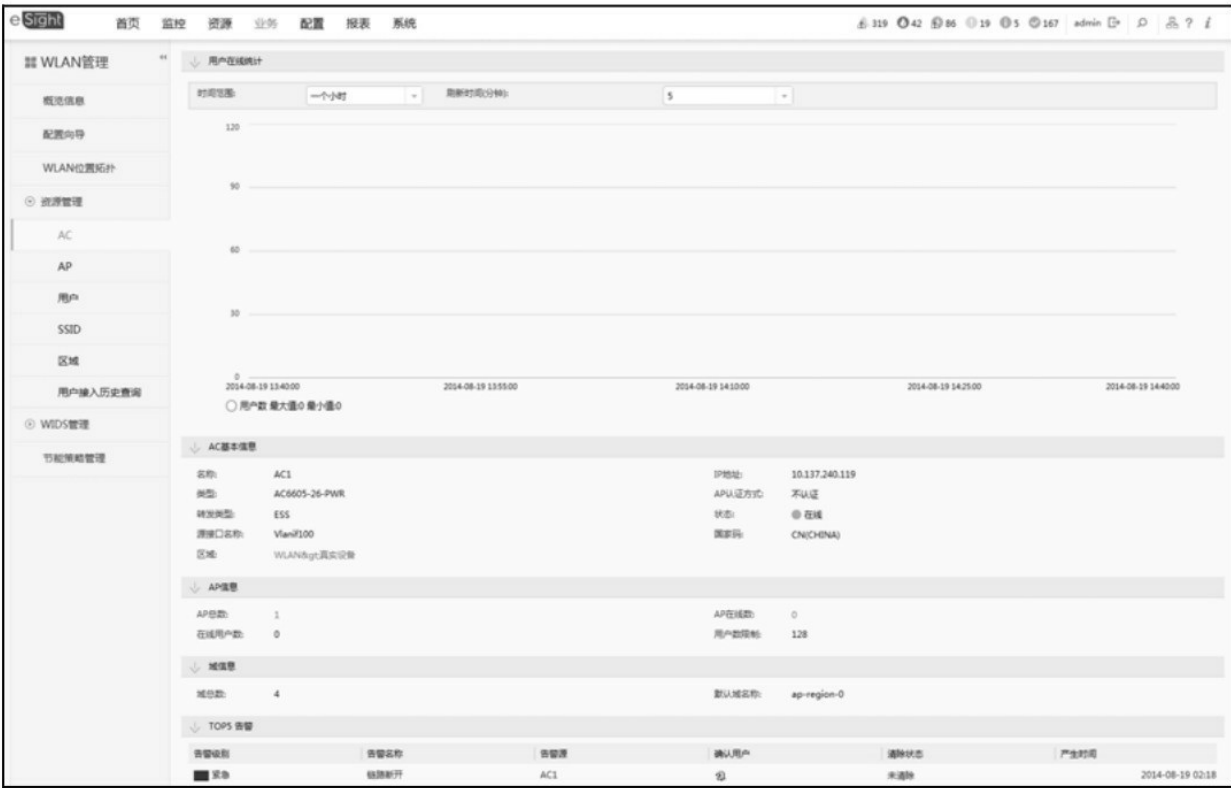 eSight 首页 监控 资源 业务 配置 报表 系统 319 42 86 19 5 167 admin ? i
WLAN管理
概览信息
配置向导
WLAN位置拓扑
资源管理
AC
AP
用户
SSID
区域
用户接入历史查询
WIDS管理
节能策略管理
用户在线统计
时间范围: 一个小时 刷新时间(分钟): 5
120
90
60
30
0
2014-08-19 13:40:00 2014-08-19 13:55:00 2014-08-19 14:10:00 2014-08-19 14:25:00 2014-08-19 14:40:00
用户数 最大值:0 最小值:0
AC基本信息
名称: AC1 IP地址: 10.137.240.119
类型: AC6605-26-PWR AP认证方式: 不认证
转发类型: ESS 状态: 在线
源接口名称: Vlanif100 国家码: CN(CHINA)
区域: WLAN&gt;真实设备
AP信息
AP总数: 1 AP在线数: 0
在线用户数: 0 用户数限制: 128
域信息
域总数: 4 默认域名称: ap-region-0
TOP5 告警
告警级别 告警名称 告警源 确认用户 清除状态 产生时间
紧急 链路断开 AC1 未清除 2014-08-19 02:18